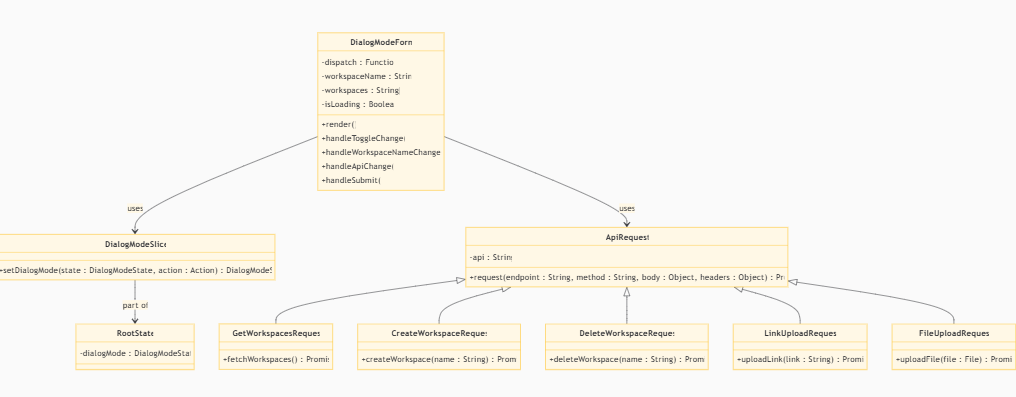 DialogModeForm
-dispatch : Functio
-workspaceName : Strin
-workspaces : String
-isLoading : Boolea
+render(
+handleToggleChange(
+handleWorkspaceNameChange
+handleApiChange(
+handleSubmit(
uses
uses
DialogModeSlice
+setDialogMode(state : DialogModeState, action : Action) : DialogModeS
ApiRequest
-api : Strin
+request(endpoint : String, method : String, body : Object, headers : Object) : Pr
part of
RootState
-dialogMode : DialogModeStat
GetWorkspacesReques
+fetchWorkspaces() : Promis
CreateWorkspaceReques
+createWorkspace(name : String) : Prom
DeleteWorkspaceReques
+deleteWorkspace(name : String) : Prom
LinkUploadReques
+uploadLink(link : String) : Promi
FileUploadReques
+uploadFile(file : File) : Promi